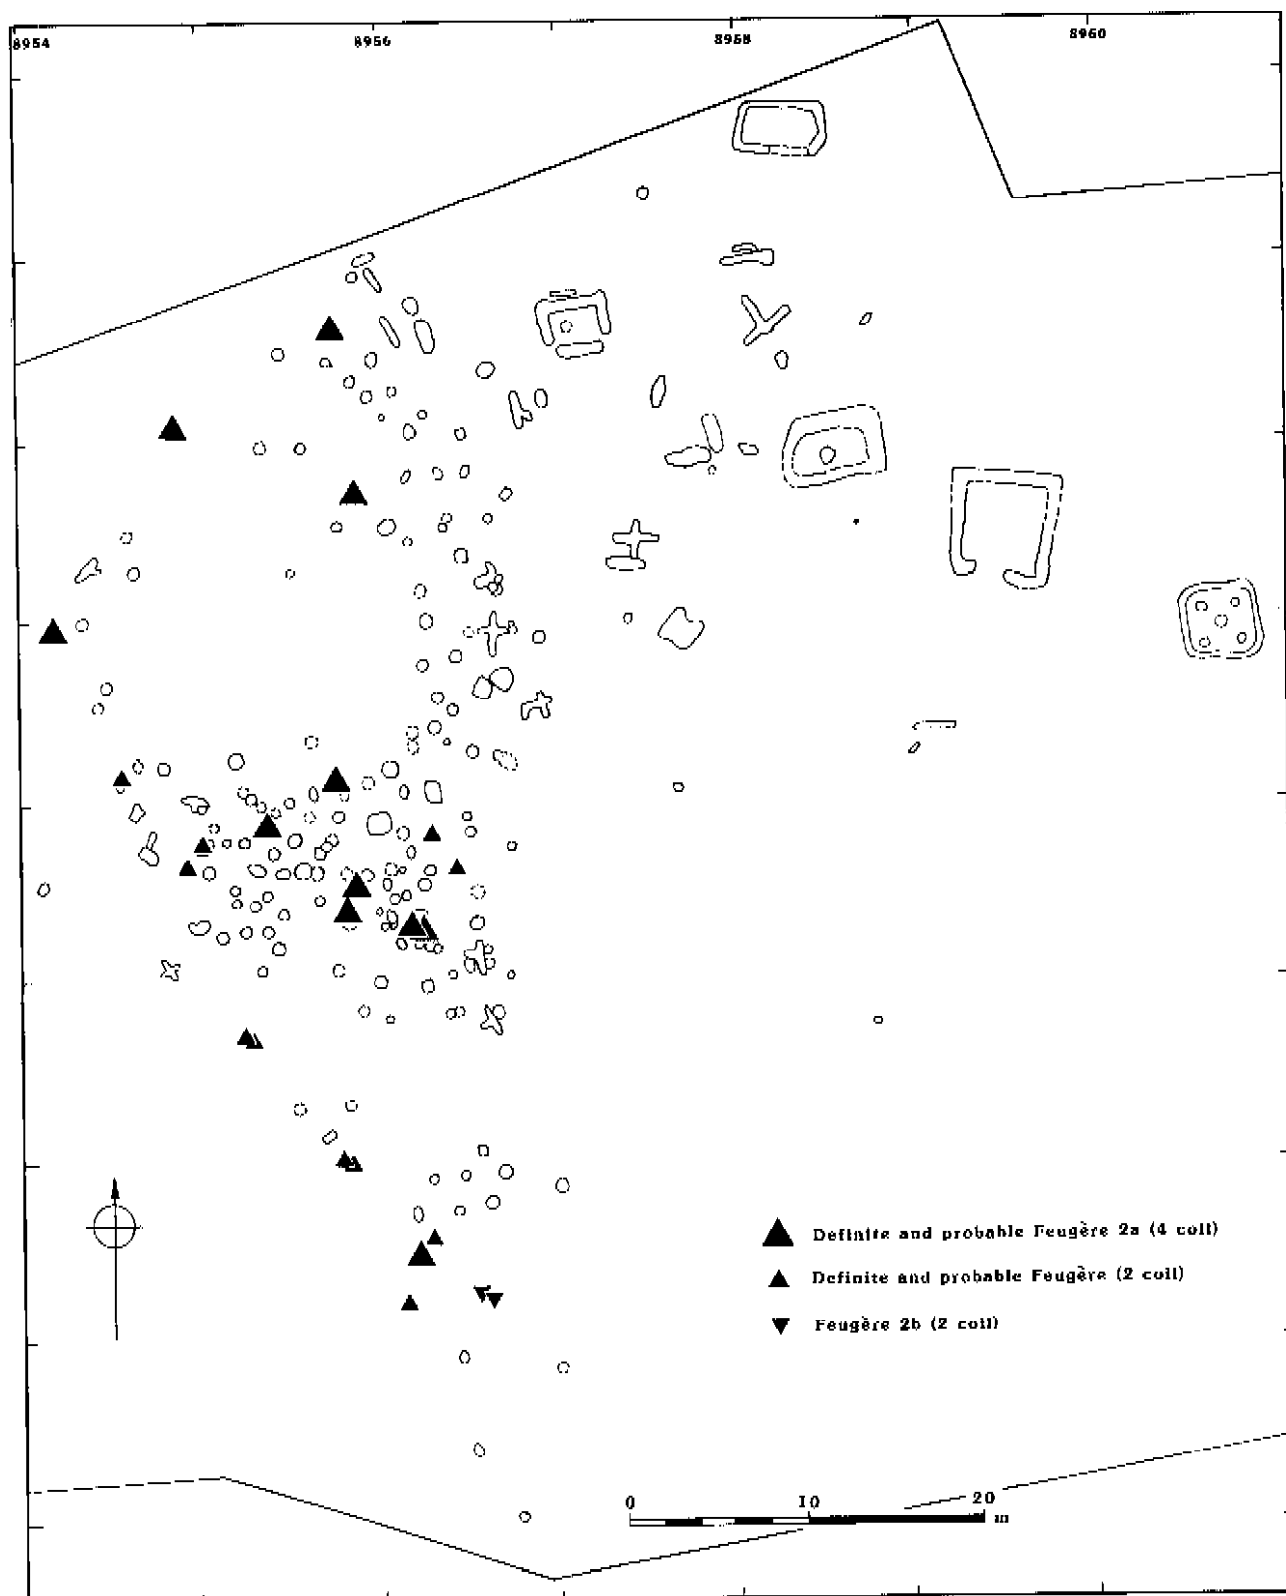 8954 8956 8958 8960
Definite and probable Feugère 2a (4 coil)
Definite and probable Feugère (2 coil)
Feugère 2b (2 coil)
0 10 20
m